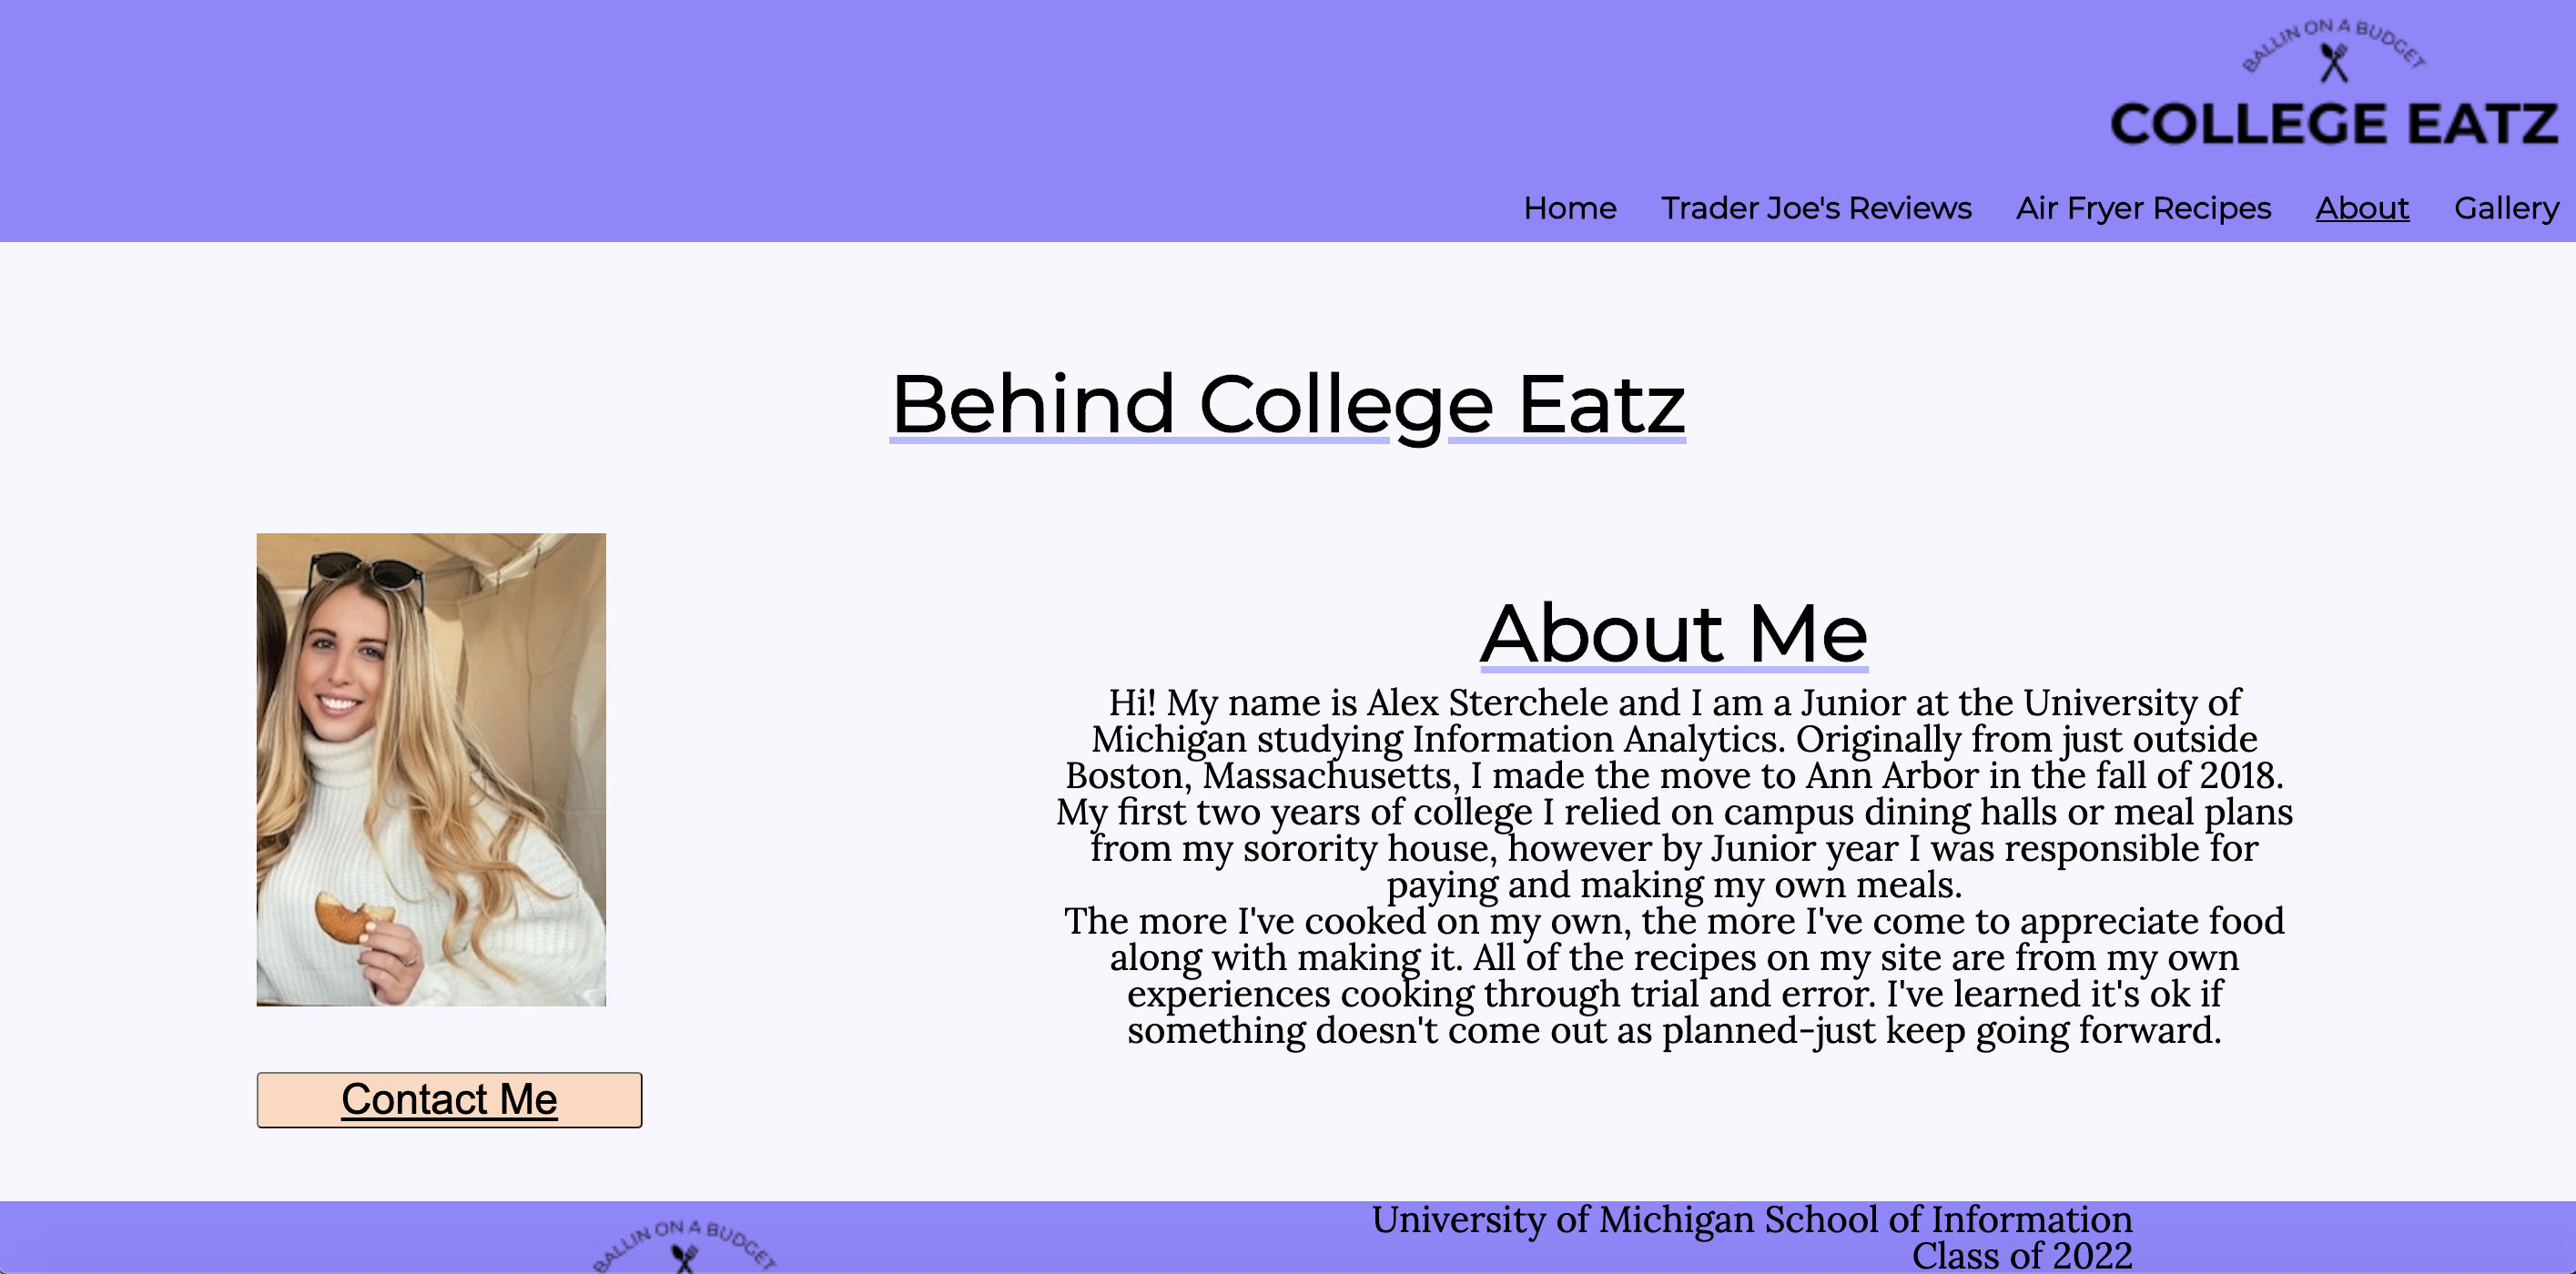 BALLIN ON A BUDGET
COLLEGE EATZ
Home Trader Joe's Reviews Air Fryer Recipes About Gallery
Behind College Eatz
About Me
Hi! My name is Alex Sterchele and I am a Junior at the University of
Michigan studying Information Analytics. Originally from just outside
Boston, Massachusetts, I made the move to Ann Arbor in the fall of 2018.
My first two years of college I relied on campus dining halls or meal plans
from my sorority house, however by Junior year I was responsible for
paying and making my own meals.
The more I've cooked on my own, the more I've come to appreciate food
along with making it. All of the recipes on my site are from my own
experiences cooking through trial and error. I've learned it's ok if
something doesn't come out as planned-just keep going forward.
Contact Me
BALLIN ON A BUDGET
University of Michigan School of Information
Class of 2022